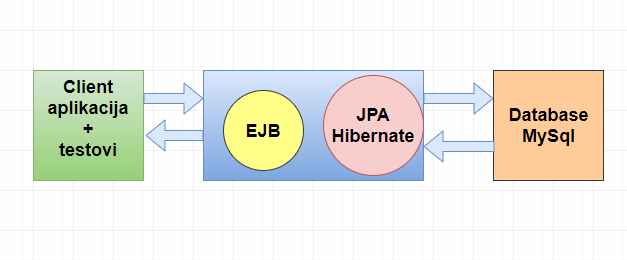 Client
aplikacija
+
testovi
EJB
JPA
Hibernate
Database
MySql